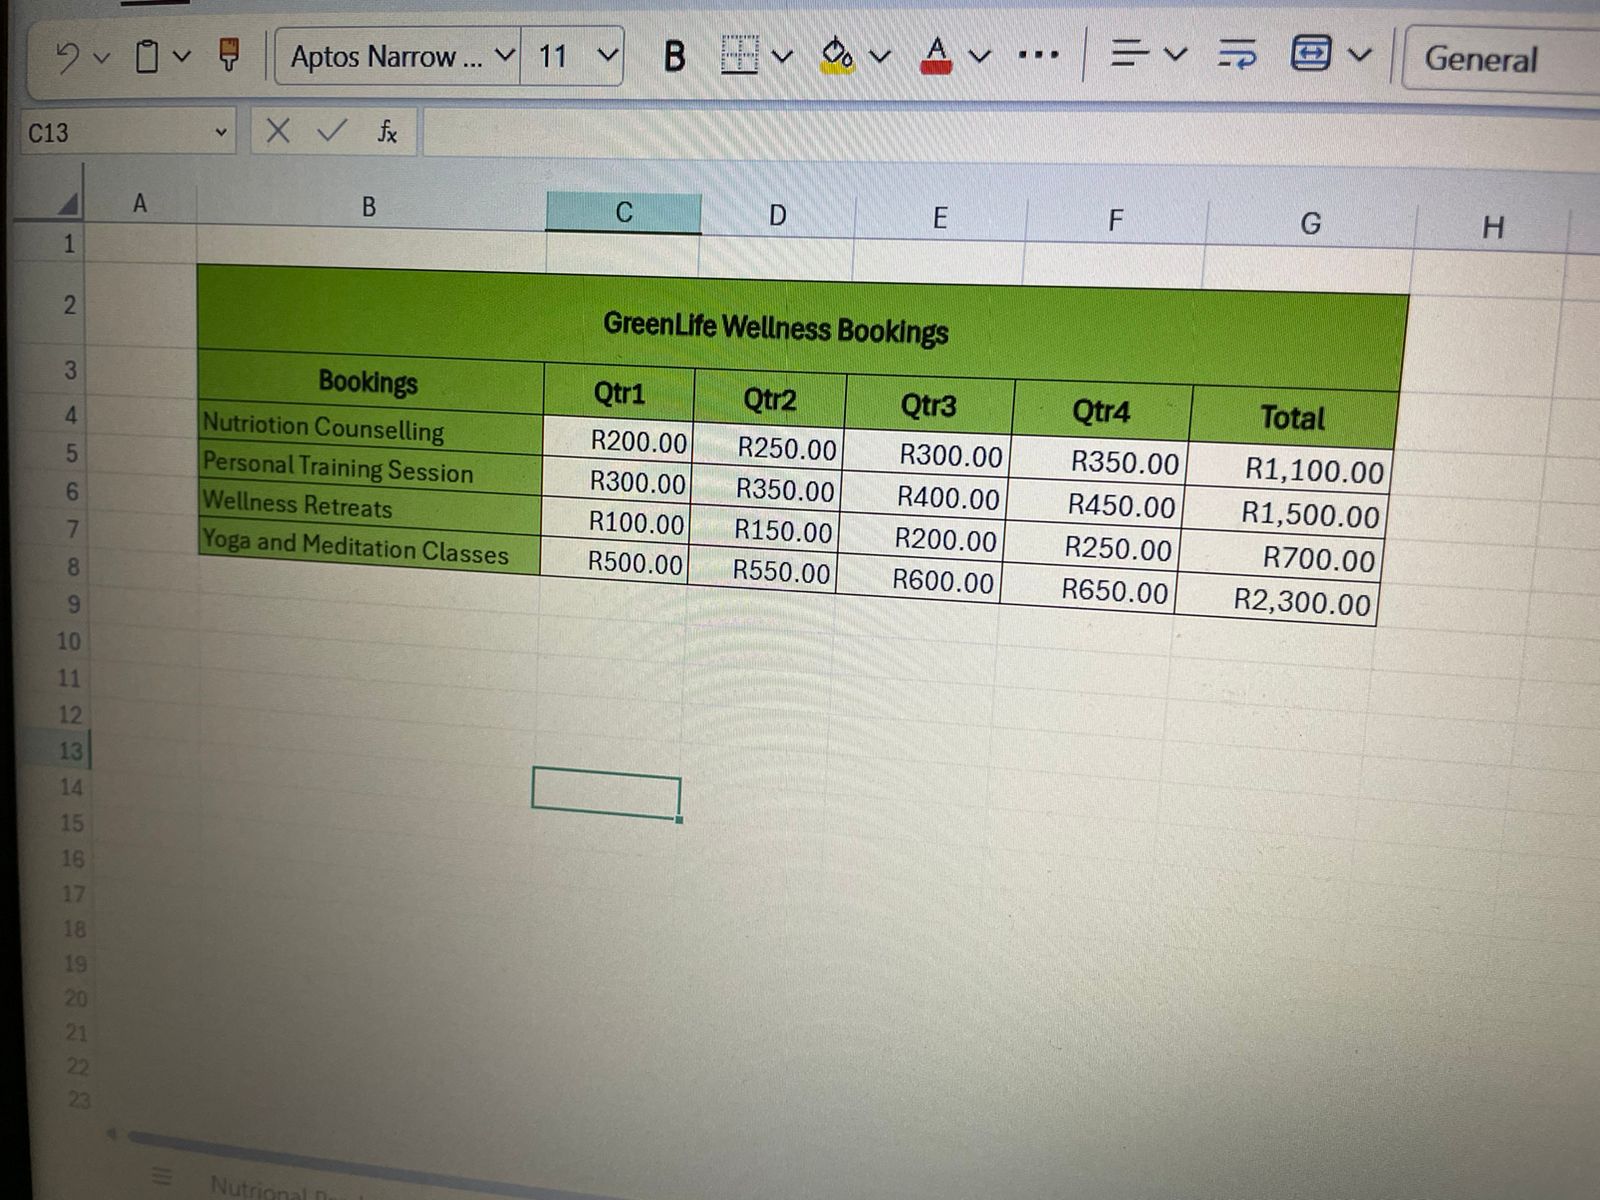 Aptos Narrow ... 11 B A ... General
C13 fx
A B C D E F G H
1
2 GreenLife Wellness Bookings
3 Bookings Qtr1 Qtr2 Qtr3 Qtr4 Total
4 Nutriotion Counselling R200.00 R250.00 R300.00 R350.00 R1,100.00
5 Personal Training Session R300.00 R350.00 R400.00 R450.00 R1,500.00
6 Wellness Retreats R100.00 R150.00 R200.00 R250.00 R700.00
7 Yoga and Meditation Classes R500.00 R550.00 R600.00 R650.00 R2,300.00
8
9
10
11
12
13
14
15
16
17
18
19
20
21
22
23
Nutrional